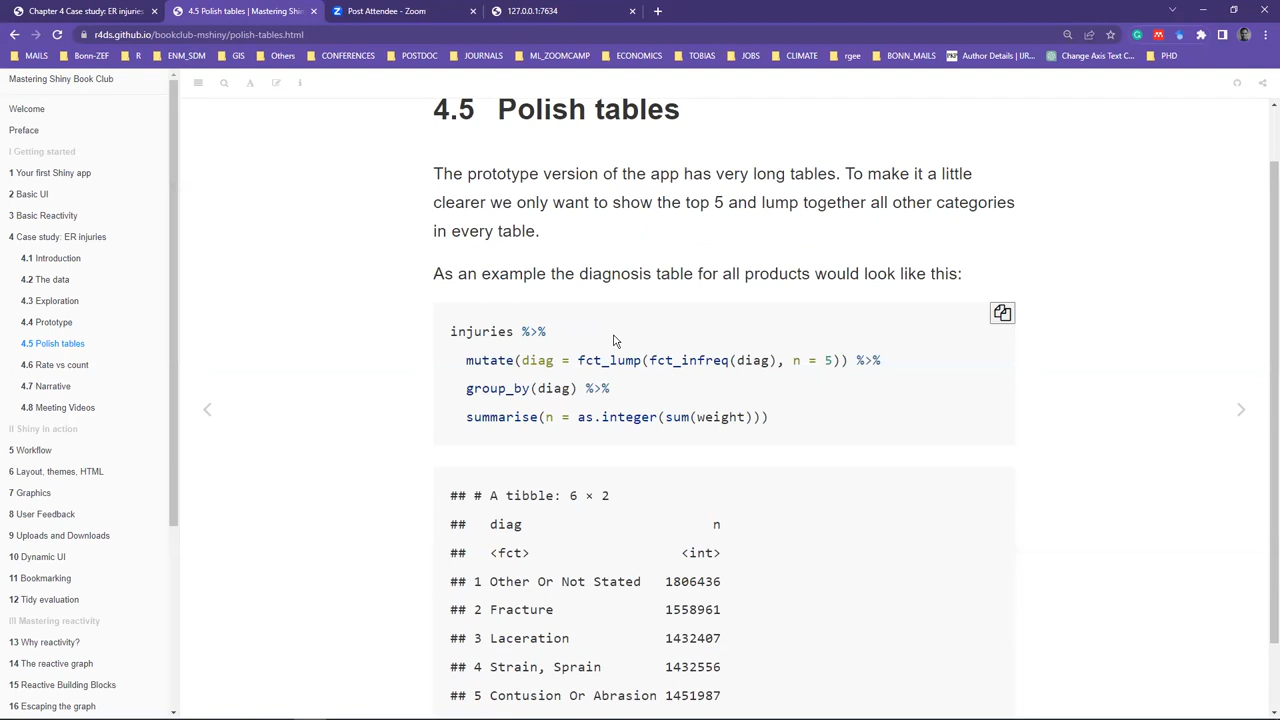 Chapter 4 Case study: ER injuries
4.5 Polish tables | Mastering Shin
Post Attendee - Zoom
127.0.0.1:7634
r4ds.github.io/bookclub-mshiny/polish-tables.html
MAILS
Bonn-ZEF
R
ENM_SDM
GIS
Others
CONFERENCES
POSTDOC
JOURNALS
ML_ZOOMCAMP
ECONOMICS
TOBIAS
JOBS
CLIMATE
rgee
BONN_MAILS
Author Details | IJR...
Change Axis Text C...
PHD
Mastering Shiny Book Club
Welcome
Preface
I Getting started
1 Your first Shiny app
2 Basic UI
3 Basic Reactivity
4 Case study: ER injuries
4.1 Introduction
4.2 The data
4.3 Exploration
4.4 Prototype
4.5 Polish tables
4.6 Rate vs count
4.7 Narrative
4.8 Meeting Videos
II Shiny in action
5 Workflow
6 Layout, themes, HTML
7 Graphics
8 User Feedback
9 Uploads and Downloads
10 Dynamic UI
11 Bookmarking
12 Tidy evaluation
III Mastering reactivity
13 Why reactivity?
14 The reactive graph
15 Reactive Building Blocks
16 Escaping the graph
4.5 Polish tables
The prototype version of the app has very long tables. To make it a little
clearer we only want to show the top 5 and lump together all other categories
in every table.
As an example the diagnosis table for all products would look like this:
injuries %>%
mutate(diag = fct_lump(fct_infreq(diag), n = 5)) %>%
group_by(diag) %>%
summarise(n = as.integer(sum(weight)))
## # A tibble: 6 × 2
## diag n
## <fct> <int>
## 1 Other Or Not Stated 1806436
## 2 Fracture 1558961
## 3 Laceration 1432407
## 4 Strain, Sprain 1432556
## 5 Contusion Or Abrasion 1451987